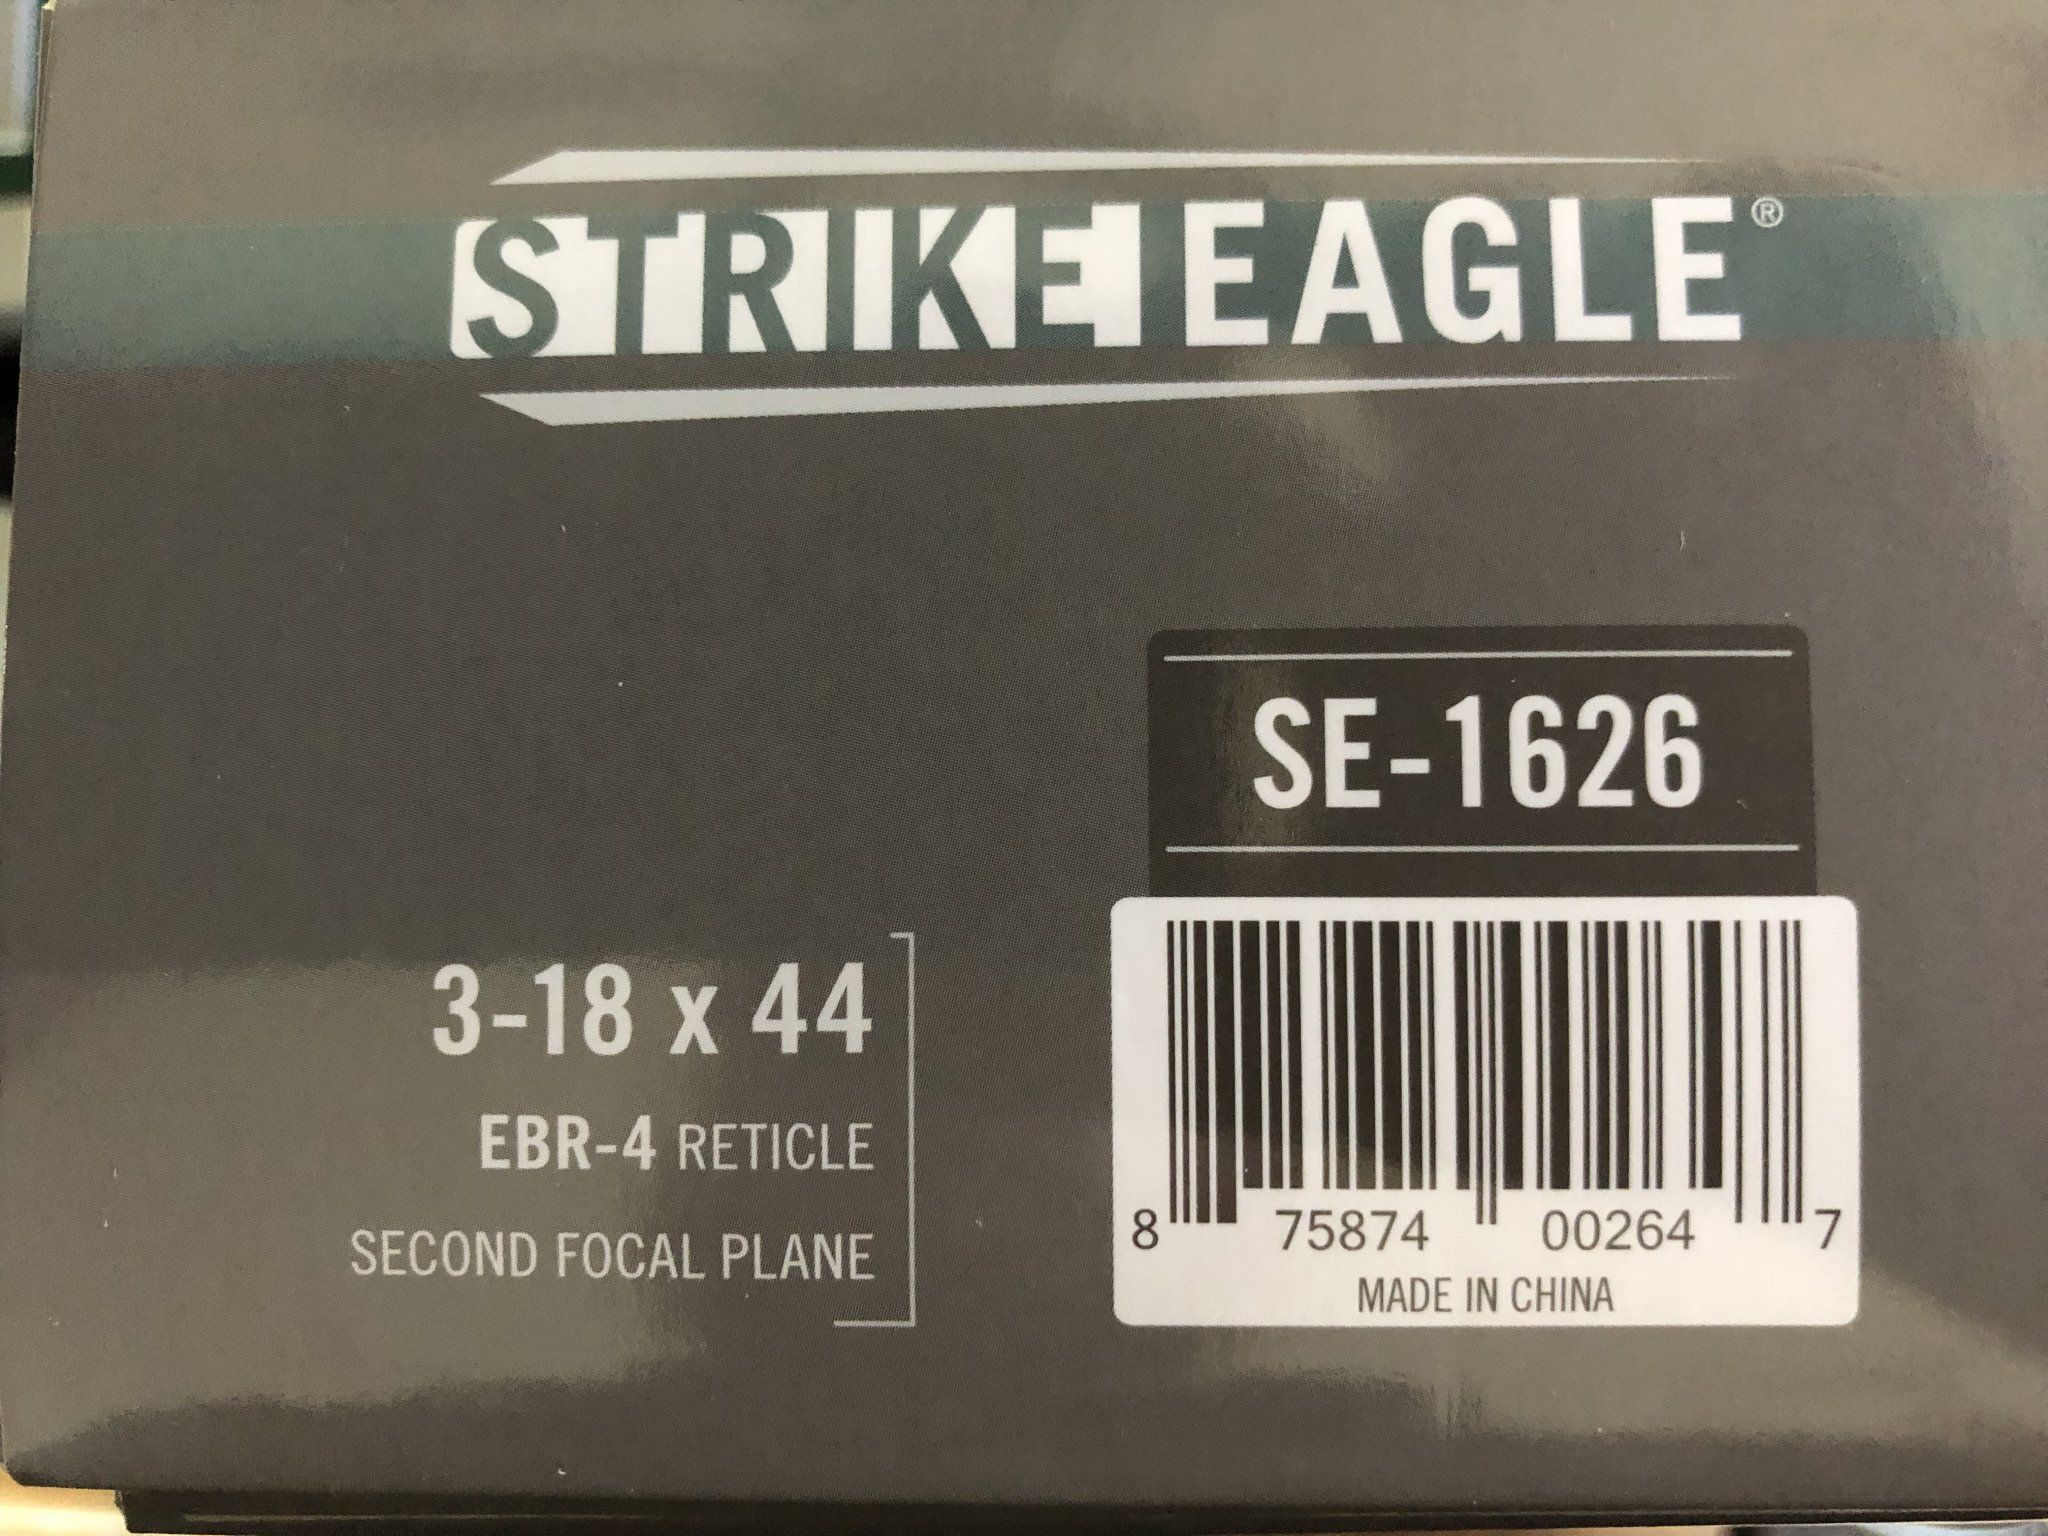 STRIKE EAGLE®
SE-1626
3-18 x 44
EBR-4 RETICLE
SECOND FOCAL PLANE
8 75874 00264 7
MADE IN CHINA